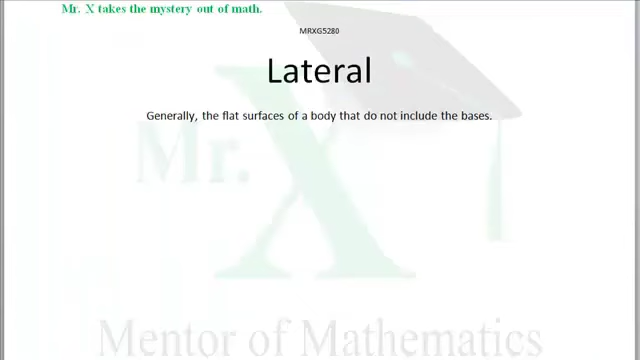 Mr. X takes the mystery out of math.
MRXG5280
Lateral
Generally, the flat surfaces of a body that do not include the bases.
Mr. X
Mentor of Mathematics